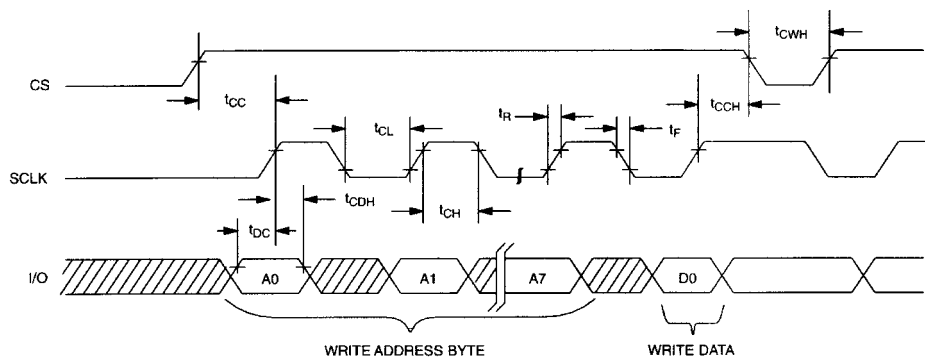 tCWH
CS
tCC
tCCH
tCL
tR
tF
SCLK
tCDH
tCH
tDC
I/O
A0
A1
A7
D0
WRITE ADDRESS BYTE
WRITE DATA